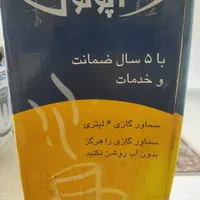 با ۵ سال ضمانت
و خدمات
سماور گازی ۶ لیتری
سماور گازی را هرگز
بدون آب روشن نکنید